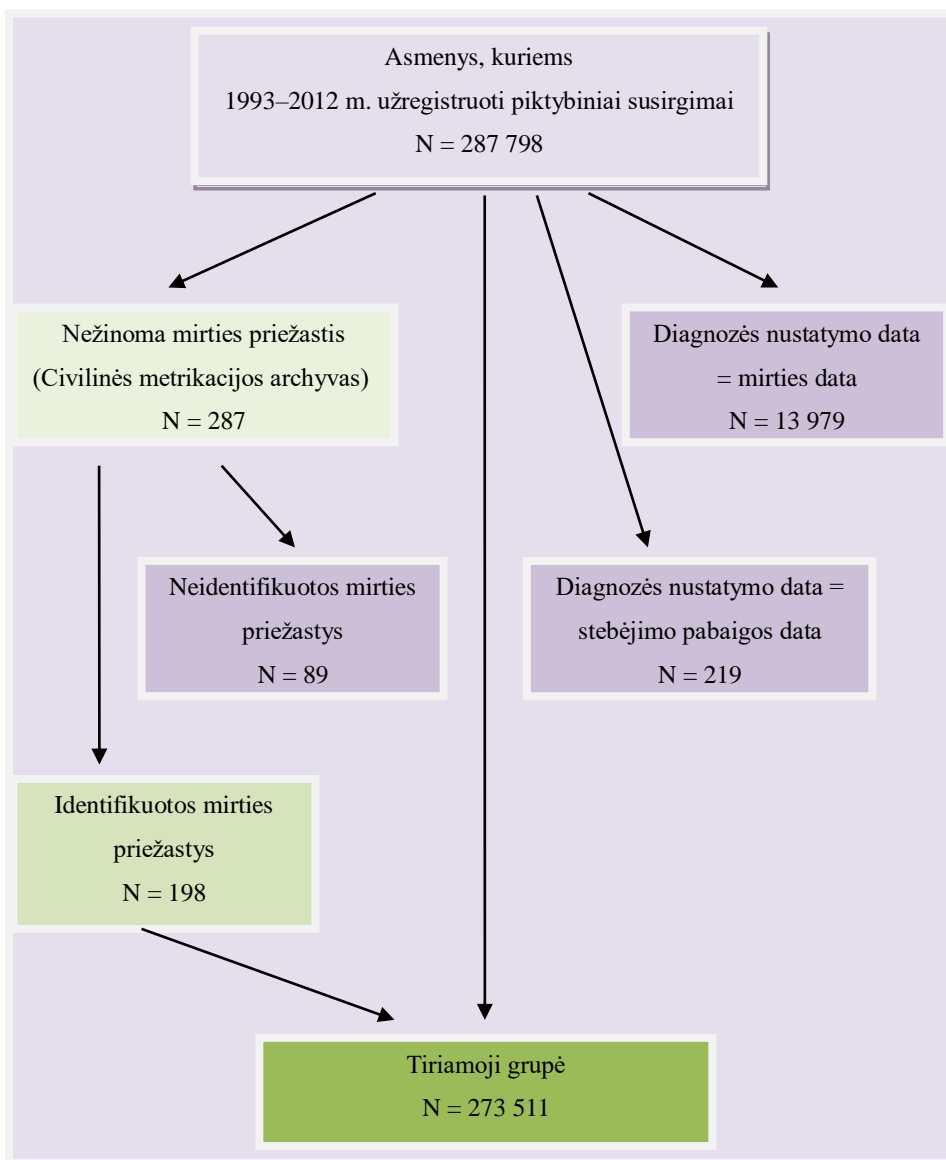 Asmenys, kuriems
1993–2012 m. užregistruoti piktybiniai susirgimai
N = 287 798
Nežinoma mirties priežastis
(Civilinės metrikacijos archyvas)
N = 287
Diagnozės nustatymo data
= mirties data
N = 13 979
Neidentifikuotos mirties
priežastys
N = 89
Diagnozės nustatymo data =
stebėjimo pabaigos data
N = 219
Identifikuotos mirties
priežastys
N = 198
Tiriamoji grupė
N = 273 511